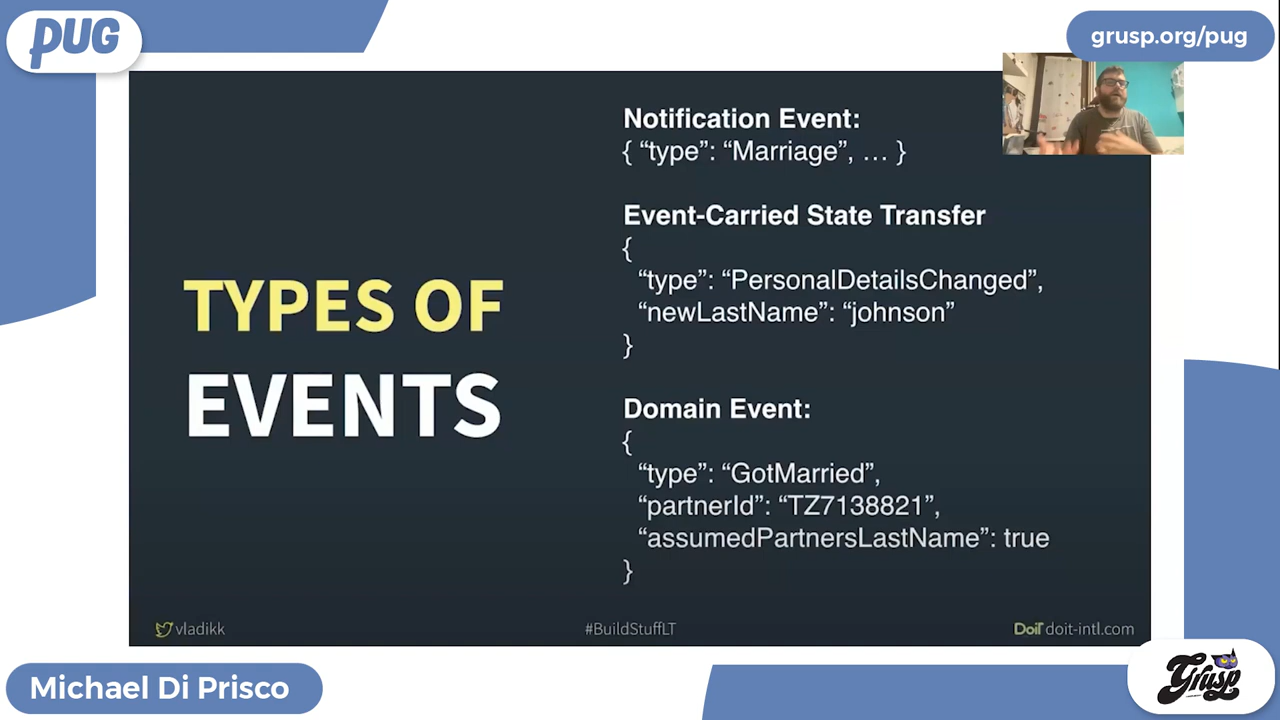 PUG
grusp.org/pug
Notification Event:
{ “type”: “Marriage”, … }
Event-Carried State Transfer
{
“type”: “PersonalDetailsChanged”,
“newLastName”: “johnson”
}
TYPES OF
EVENTS
Domain Event:
{
“type”: “GotMarried”,
“partnerId”: “TZ7138821”,
“assumedPartnersLastName”: true
}
vladikk
#BuildStuffLT
DoiT doit-intl.com
Michael Di Prisco
Grusp